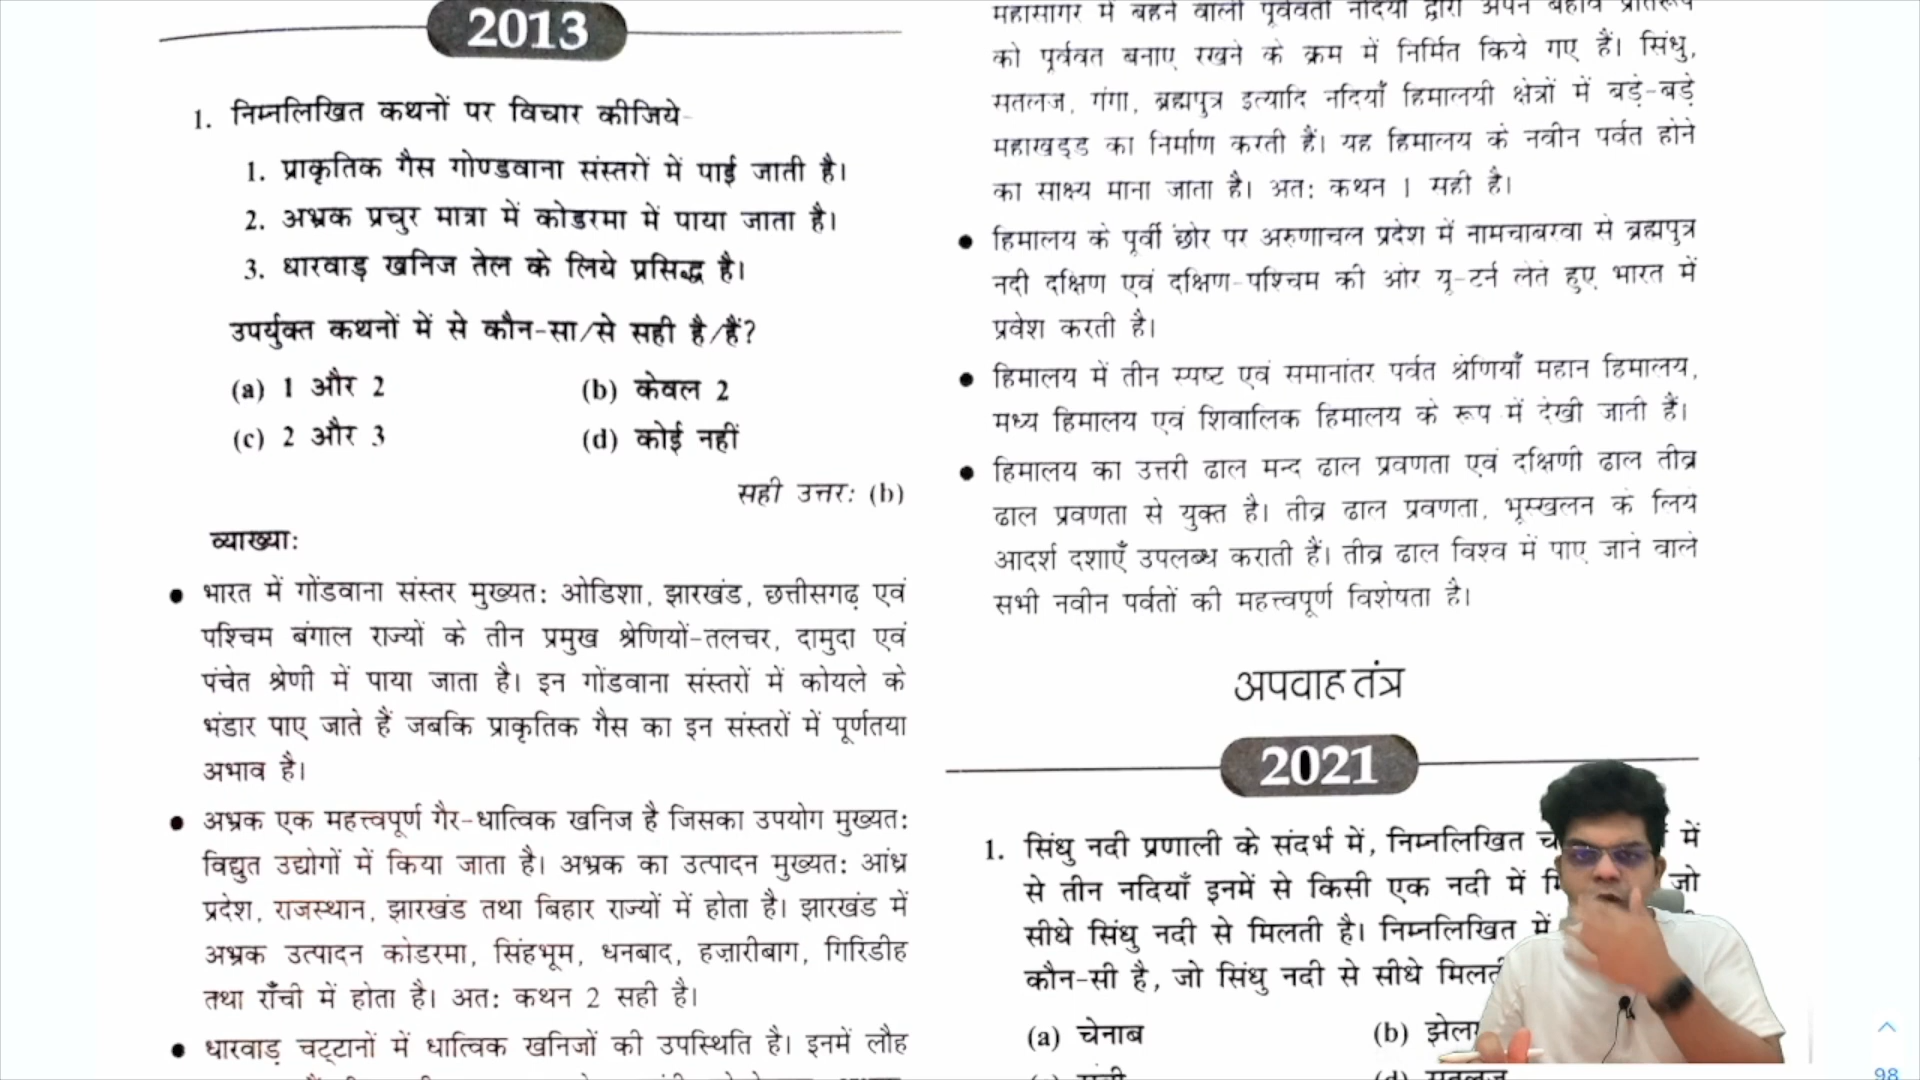 2013
1. निम्नलिखित कथनों पर विचार कीजिये-
1. प्राकृतिक गैस गोण्डवाना संस्तरों में पाई जाती है।
2. अभ्रक प्रचुर मात्रा में कोडरमा में पाया जाता है।
3. धारवाड़ खनिज तेल के लिये प्रसिद्ध है।
उपर्युक्त कथनों में से कौन-सा/से सही है/हैं?
(a) 1 और 2 (b) केवल 2
(c) 2 और 3 (d) कोई नहीं
सही उत्तर: (b)
व्याख्या:
● भारत में गोंडवाना संस्तर मुख्यत: ओडिशा, झारखंड, छत्तीसगढ़ एवं
पश्चिम बंगाल राज्यों के तीन प्रमुख श्रेणियों-तलचर, दामुदा एवं
पंचेत श्रेणी में पाया जाता है। इन गोंडवाना संस्तरों में कोयले के
भंडार पाए जाते हैं जबकि प्राकृतिक गैस का इन संस्तरों में पूर्णतया
अभाव है।
● अभ्रक एक महत्त्वपूर्ण गैर-धात्विक खनिज है जिसका उपयोग मुख्यत:
विद्युत उद्योगों में किया जाता है। अभ्रक का उत्पादन मुख्यत: आंध्र
प्रदेश, राजस्थान, झारखंड तथा बिहार राज्यों में होता है। झारखंड में
अभ्रक उत्पादन कोडरमा, सिंहभूम, धनबाद, हज़ारीबाग, गिरिडीह
तथा राँची में होता है। अत: कथन 2 सही है।
● धारवाड़ चट्टानों में धात्विक खनिजों की उपस्थिति है। इनमें लौह
महासागर में बहने वाली पूर्ववर्ती नदियों द्वारा अपने बहाव प्रतिरूप
को पूर्ववत बनाए रखने के क्रम में निर्मित किये गए हैं। सिंधु,
सतलज, गंगा, ब्रह्मपुत्र इत्यादि नदियाँ हिमालयी क्षेत्रों में बड़े-बड़े
महाखड्ड का निर्माण करती हैं। यह हिमालय के नवीन पर्वत होने
का साक्ष्य माना जाता है। अत: कथन 1 सही है।
● हिमालय के पूर्वी छोर पर अरुणाचल प्रदेश में नामचाबरवा से ब्रह्मपुत्र
नदी दक्षिण एवं दक्षिण-पश्चिम की ओर यू-टर्न लेते हुए भारत में
प्रवेश करती है।
● हिमालय में तीन स्पष्ट एवं समानांतर पर्वत श्रेणियाँ महान हिमालय,
मध्य हिमालय एवं शिवालिक हिमालय के रूप में देखी जाती हैं।
● हिमालय का उत्तरी ढाल मन्द ढाल प्रवणता एवं दक्षिणी ढाल तीव्र
ढाल प्रवणता से युक्त है। तीव्र ढाल प्रवणता, भूस्खलन के लिये
आदर्श दशाएँ उपलब्ध कराती हैं। तीव्र ढाल विश्व में पाए जाने वाले
सभी नवीन पर्वतों की महत्त्वपूर्ण विशेषता है।
अपवाह तंत्र
2021
1. सिंधु नदी प्रणाली के संदर्भ में, निम्नलिखित में
से तीन नदियाँ इनमें से किसी एक नदी में जो
सीधे सिंधु नदी से मिलती है। निम्नलिखित में
कौन-सी है, जो सिंधु नदी से सीधे
(a) चेनाब (b)
98